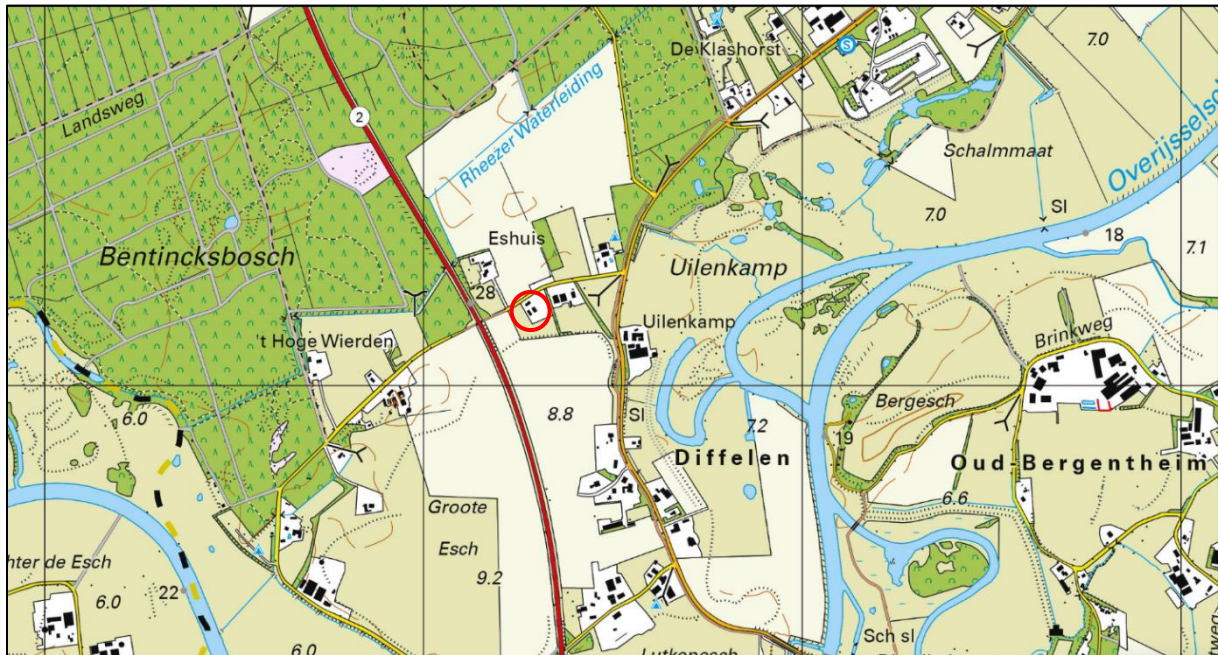 De Klashorst
S
7.0
Landsweg
2
Rheezer Waterleiding
Schalmmaat
Overijssels
Sl
7.0
18
7.1
Eshuis
Bentincksbosch
Uilenkamp
28
Uilenkamp
Brinkweg
't Hoge Wierden
6.0
8.8
Sl
7.2
Bergesch
19
Diffelen
Oud-Bergentheim
6.6
Groote
Esch
9.2
hter de Esch
6.0
22
6.0
Sch sl
Lutkenesch
tweg